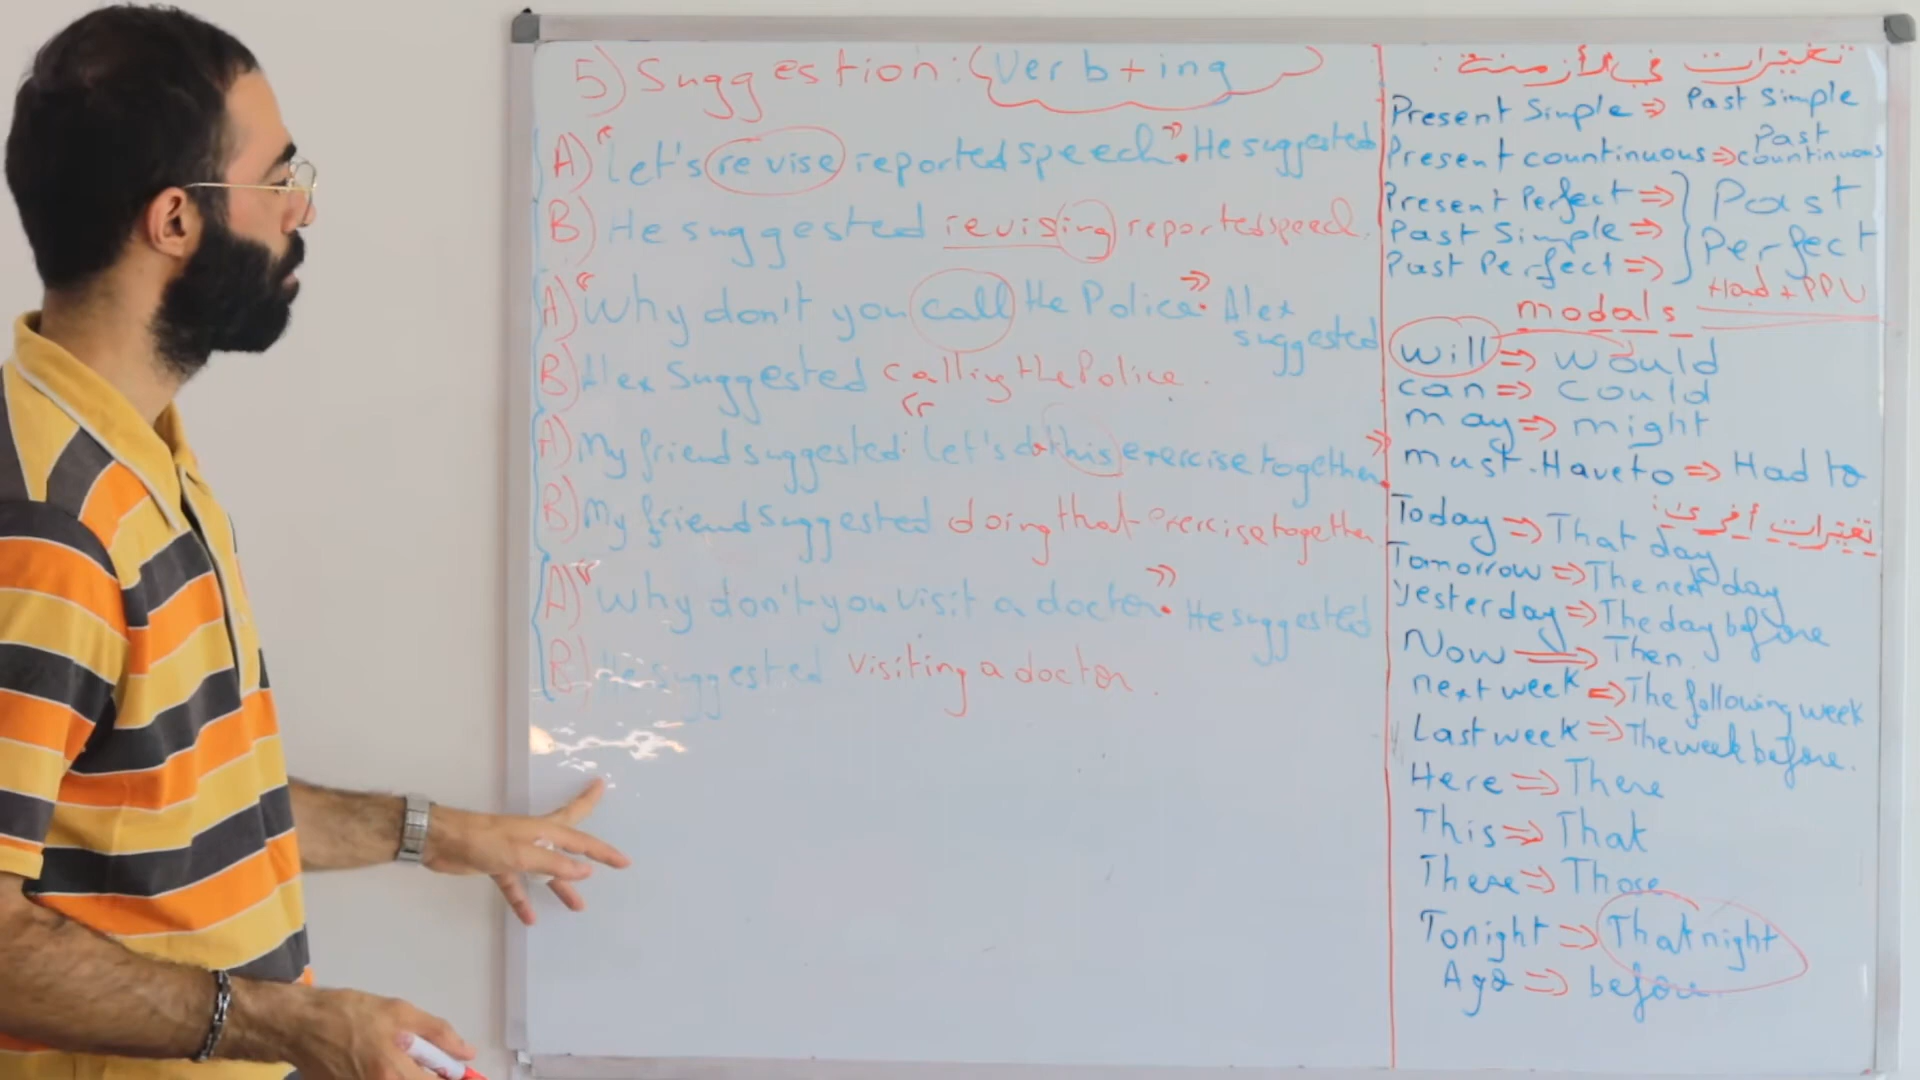 5) Suggestion: {Verb+ing
A) "Let's revise reported speech". He suggested
B) He suggested revising reported speech.
A) "Why don't you call the Police". Alex
suggested
B) Alex Suggested calling the Police.
A) My friend suggested: "Let's do this exercise together".
B) My friend suggested doing that exercise together.
A) "Why don't you visit a doctor". He suggested
B) He suggested visiting a doctor.
تغيرات في الأزمنة :
Present Simple => Past Simple
Present countinuous => Past
countinuous
Present Perfect =>
Past Simple =>
Past Perfect =>
} Past
Perfect
Had + PPV
modals
will => would
can => could
may => might
must. Have to => Had to
تغيرات أخرى :
Today => That day
Tomorrow => The next day
Yesterday => The day before
Now => Then.
next week => The following week
Last week => The week before.
Here => There
This => That
These => Those
Tonight => That night
Ago => before.